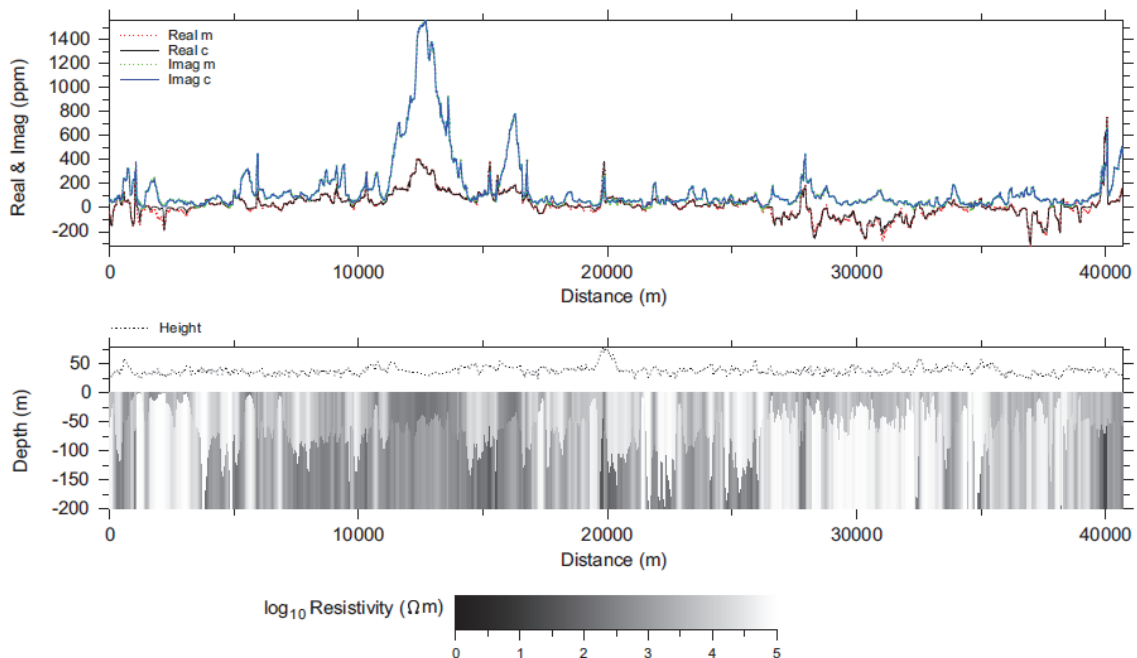 Real & Imag (ppm)
1400
1200
1000
800
600
400
200
0
-200
Real m
Real c
Imag m
Imag c
0 10000 20000 30000 40000
Distance (m)
Height
Depth (m)
50
0
-50
-100
-150
-200
0 10000 20000 30000 40000
Distance (m)
log10 Resistivity (Ωm)
0 1 2 3 4 5